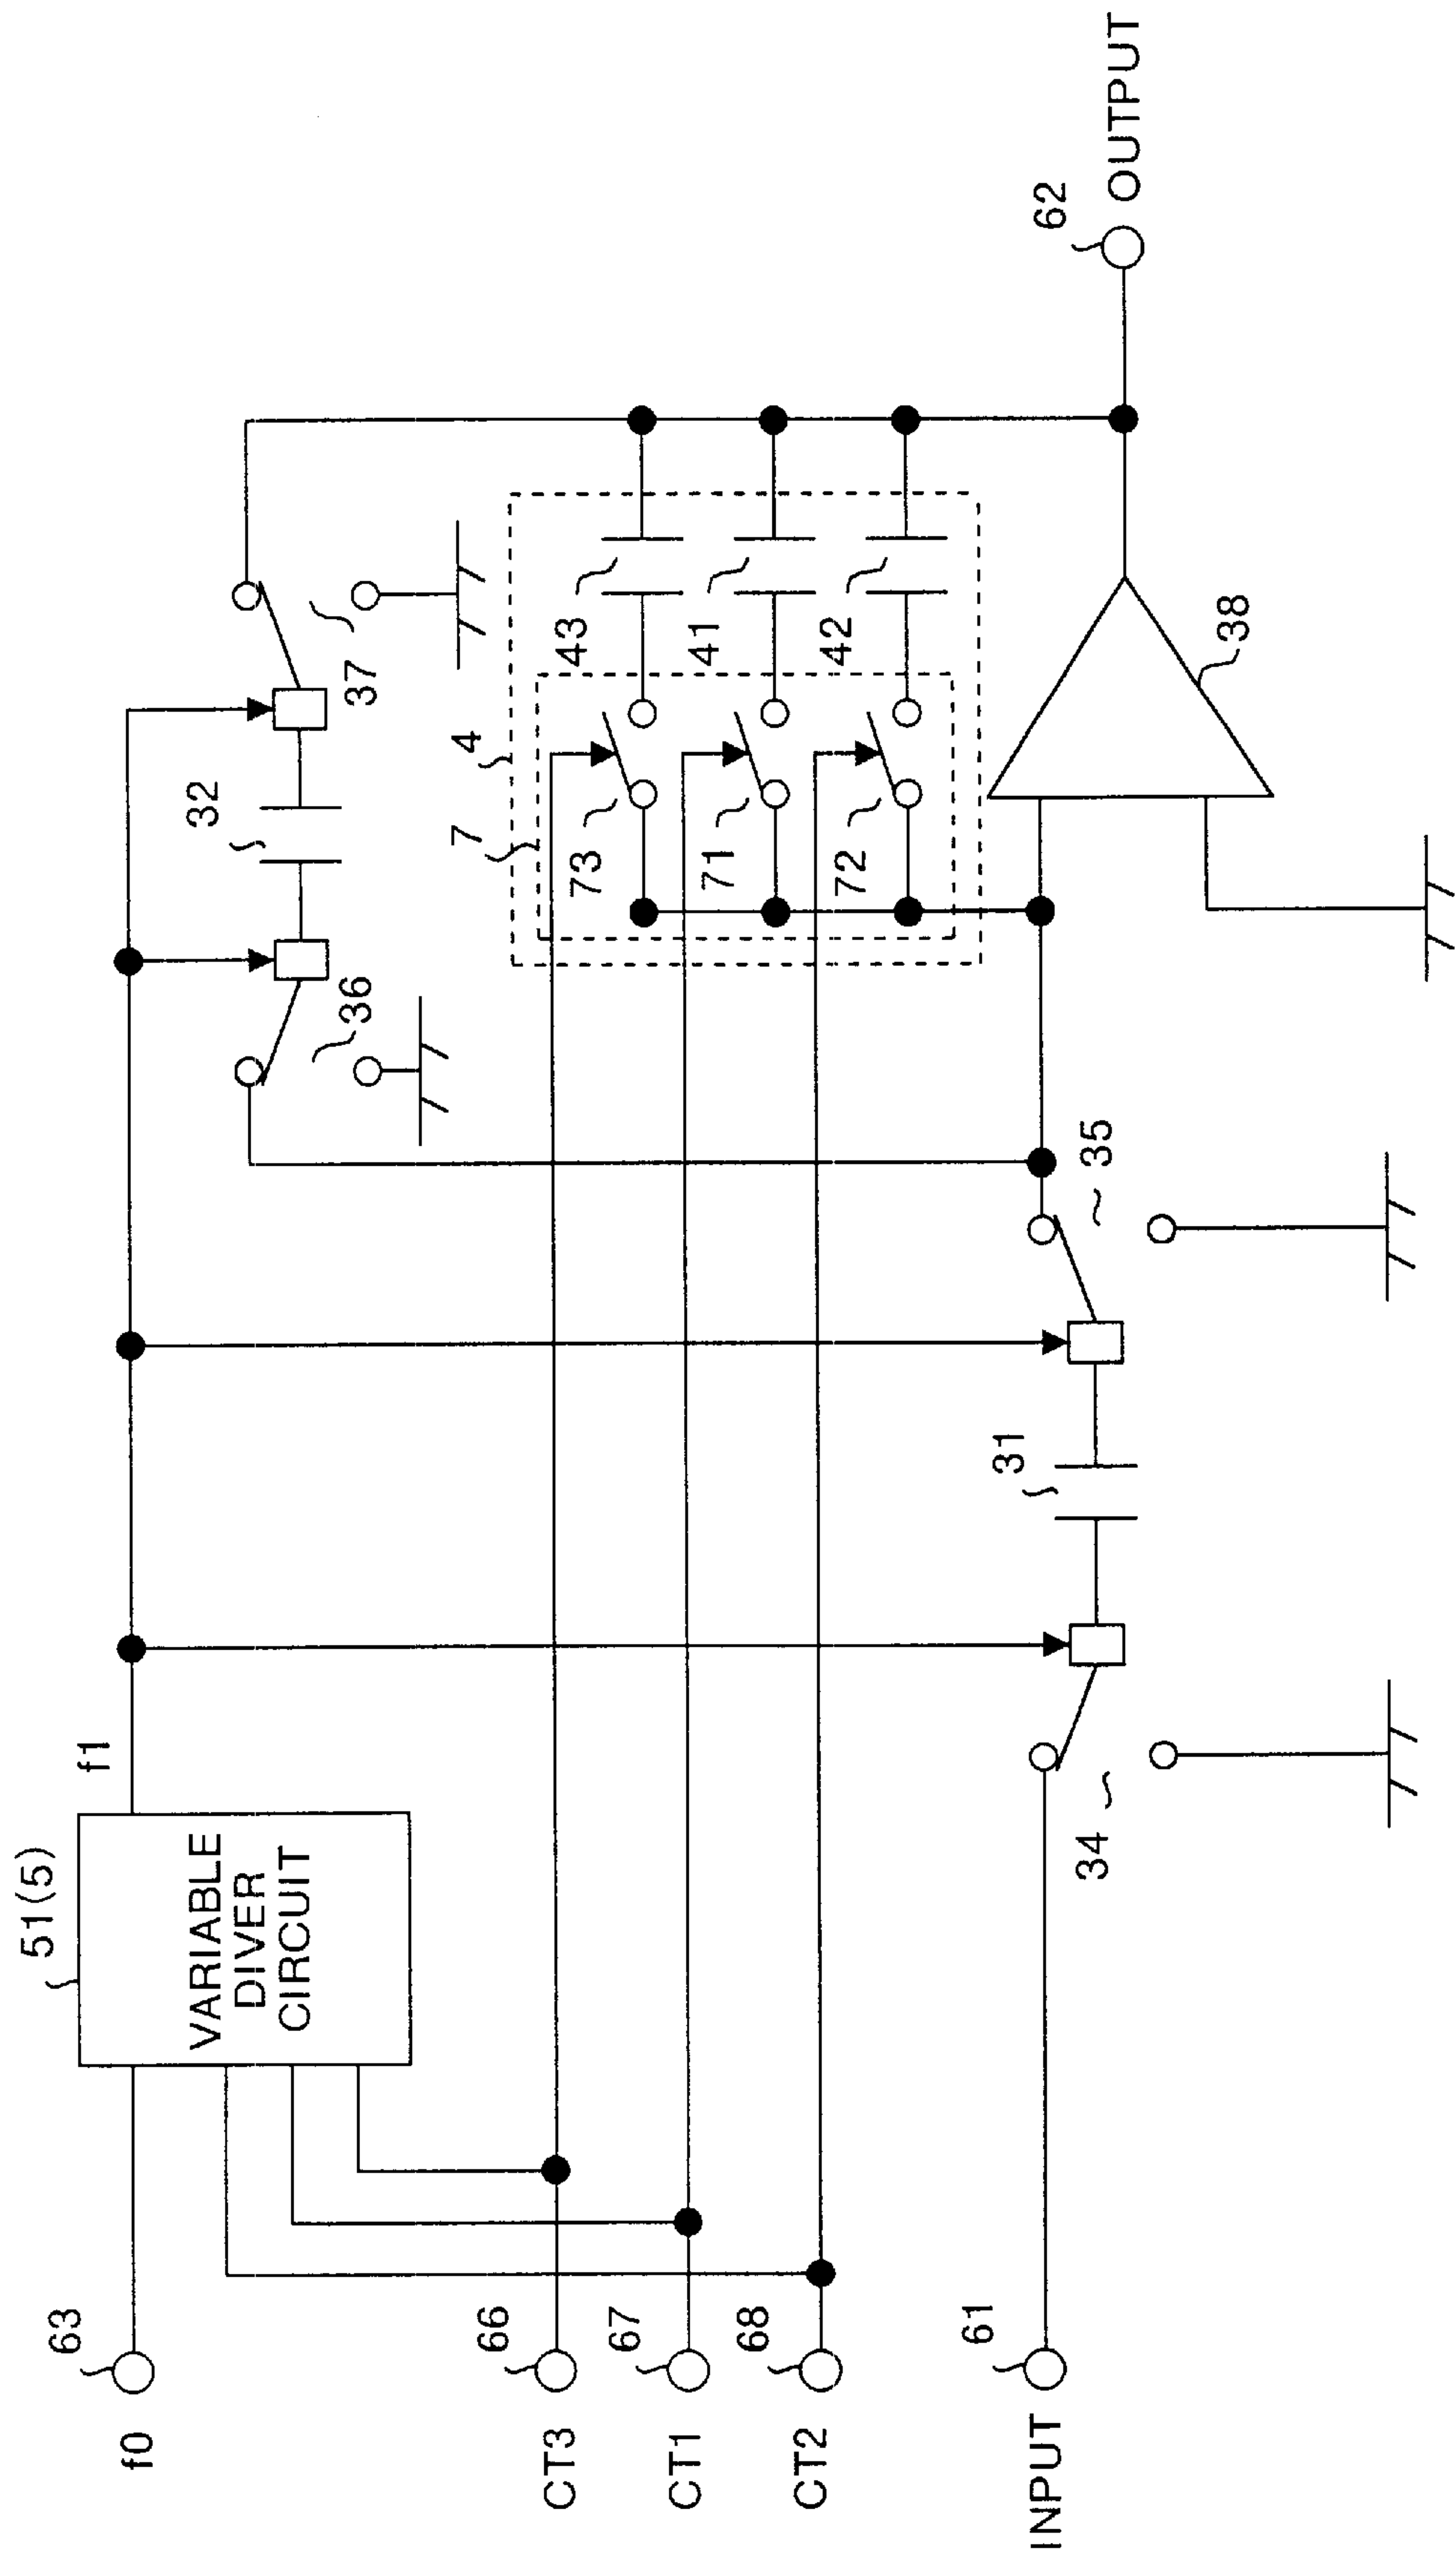 63
f0
51(5)
VARIABLE
DIVER
CIRCUIT
f1
36
32
37
66
CT3
67
CT1
68
CT2
7
4
73
43
71
41
72
42
61
INPUT
34
31
35
38
62
OUTPUT